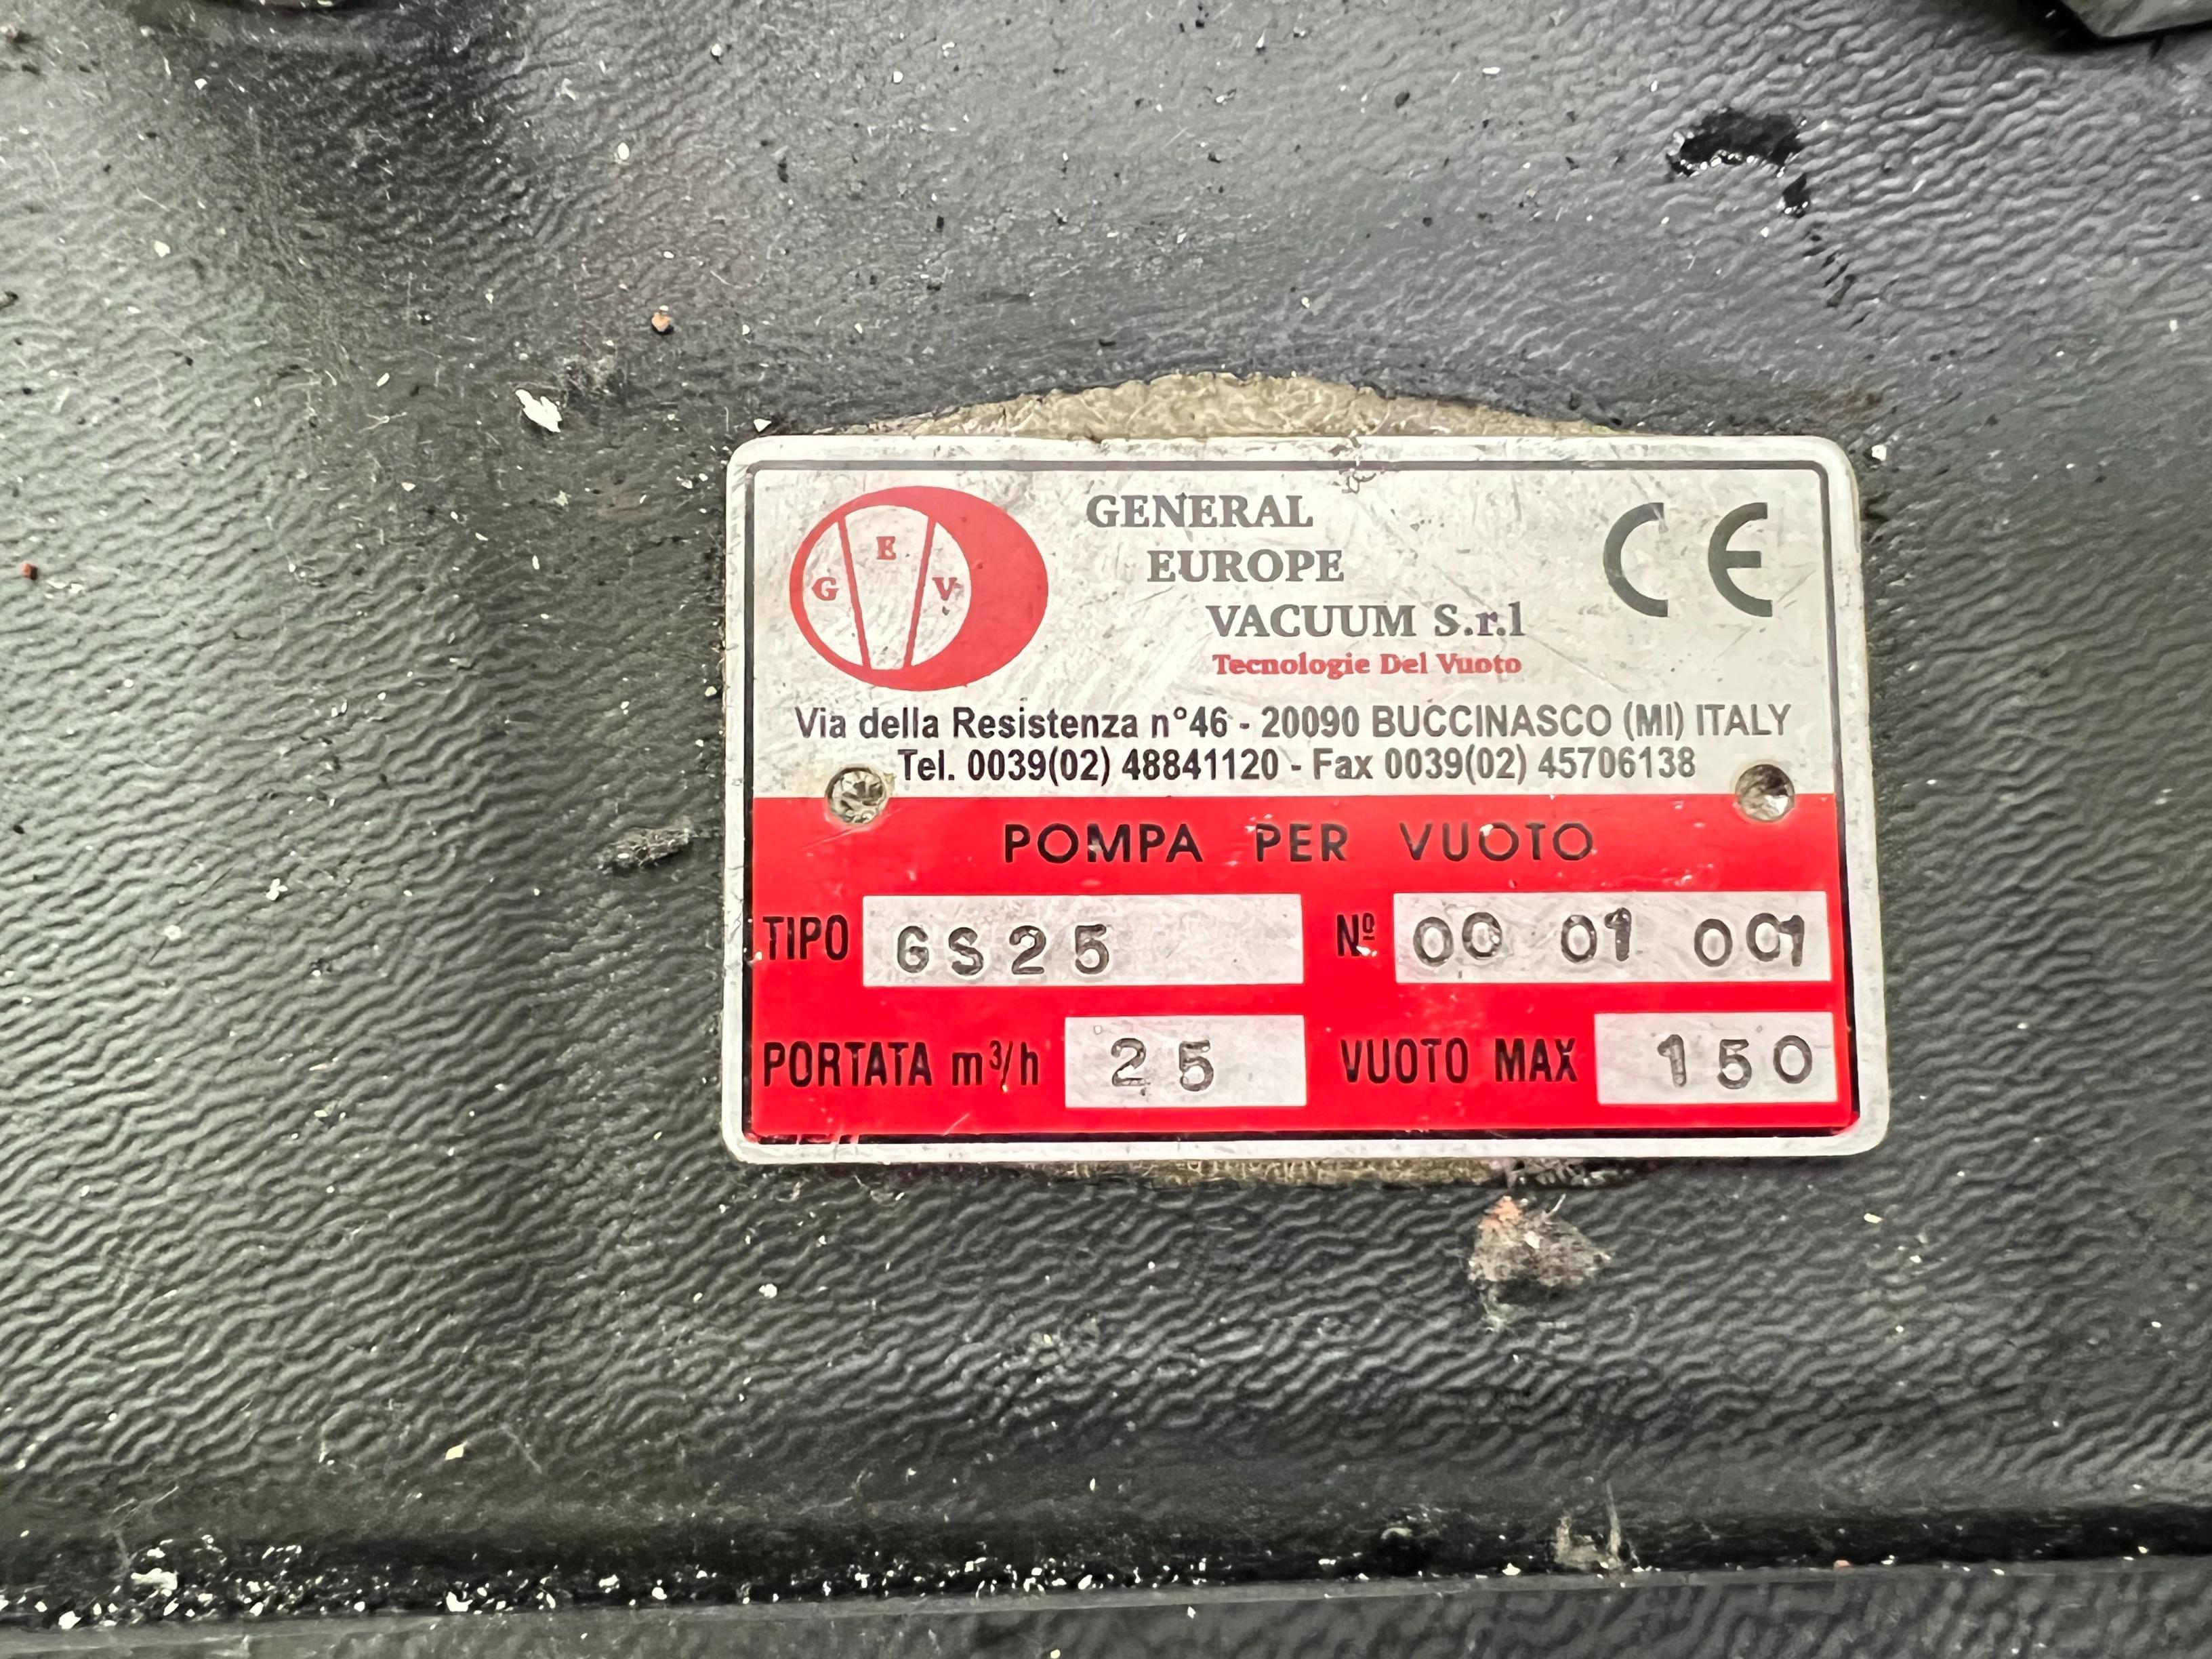 G E V
GENERAL
EUROPE
VACUUM S.r.l
Tecnologie Del Vuoto
CE
Via della Resistenza n°46 - 20090 BUCCINASCO (MI) ITALY
Tel. 0039(02) 48841120 - Fax 0039(02) 45706138
POMPA PER VUOTO
TIPO GS25 Nº 00 01 001
PORTATA m³/h 25 VUOTO MAX 150